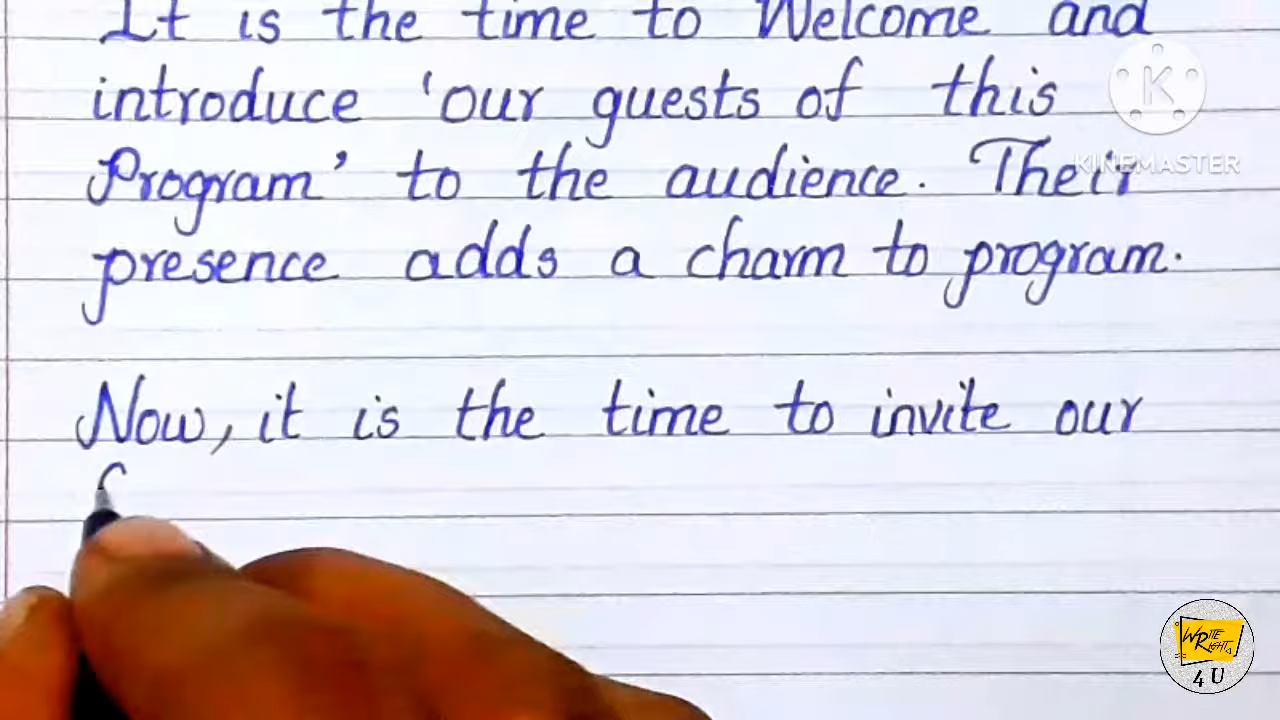 It is the time to Welcome and
introduce 'our guests of this
Program' to the audience. Their
presence adds a charm to program.
Now, it is the time to invite our
K
KINEMASTER
WRITE
RIGHT
4 U